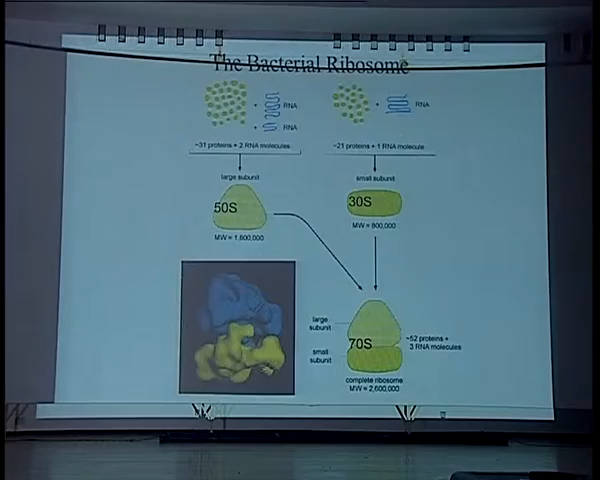 The Bacterial Ribosome
+ RNA
+ RNA
+ RNA
~31 proteins + 2 RNA molecules
~21 proteins + 1 RNA molecule
large subunit
small subunit
50S
30S
MW = 1,600,000
MW = 800,000
large
subunit
70S
~52 proteins +
3 RNA molecules
small
subunit
complete ribosome
MW = 2,600,000